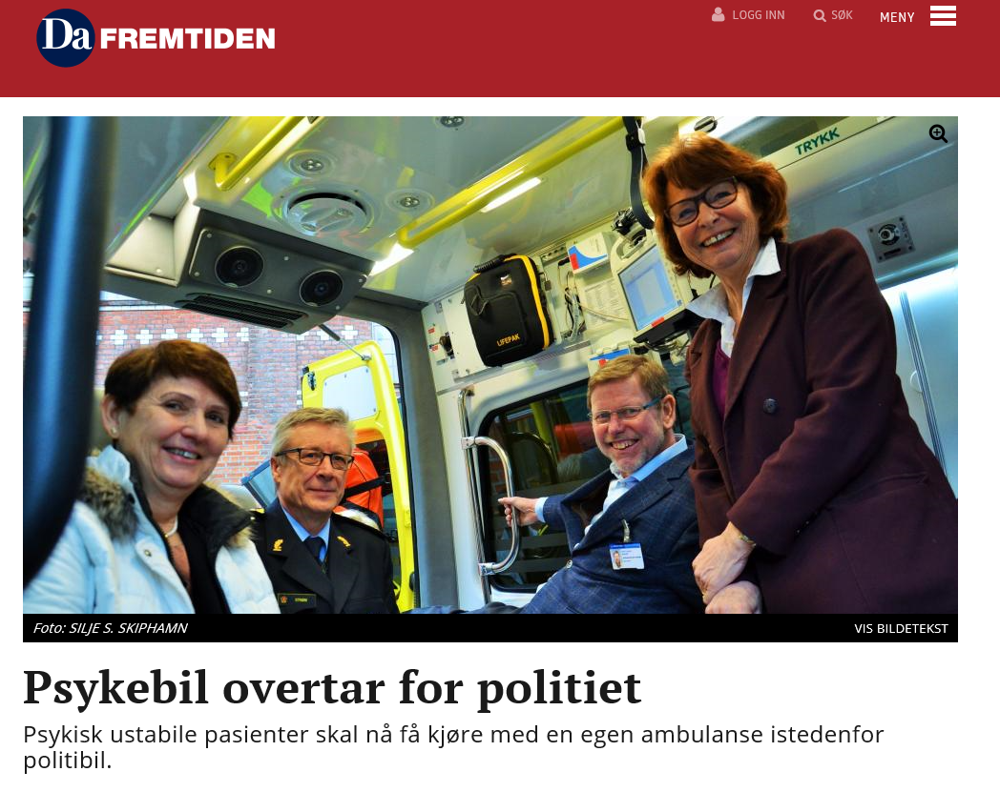 Da FREMTIDEN
LOGG INN
SØK
MENY
TRYKK
LIFEPAK
Foto: SILJE S. SKIPHAMN
VIS BILDETEKST
Psykebil overtar for politiet
Psykisk ustabile pasienter skal nå få kjøre med en egen ambulanse istedenfor
politibil.